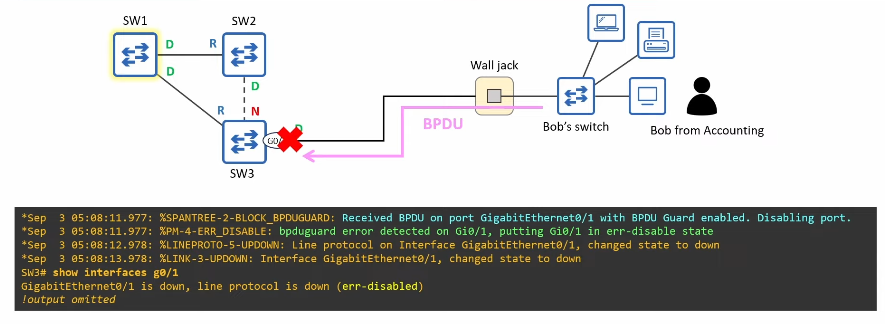 SW1
SW2
D
R
D
D
R
N
SW3
G0/
D
Wall jack
BPDU
Bob's switch
Bob from Accounting
*Sep  3 05:08:11.977: %SPANTREE-2-BLOCK_BPDUGUARD: Received BPDU on port GigabitEthernet0/1 with BPDU Guard enabled. Disabling port.
*Sep  3 05:08:11.977: %PM-4-ERR_DISABLE: bpduguard error detected on Gi0/1, putting Gi0/1 in err-disable state
*Sep  3 05:08:12.978: %LINEPROTO-5-UPDOWN: Line protocol on Interface GigabitEthernet0/1, changed state to down
*Sep  3 05:08:13.978: %LINK-3-UPDOWN: Interface GigabitEthernet0/1, changed state to down
SW3# show interfaces g0/1
GigabitEthernet0/1 is down, line protocol is down (err-disabled)
!output omitted